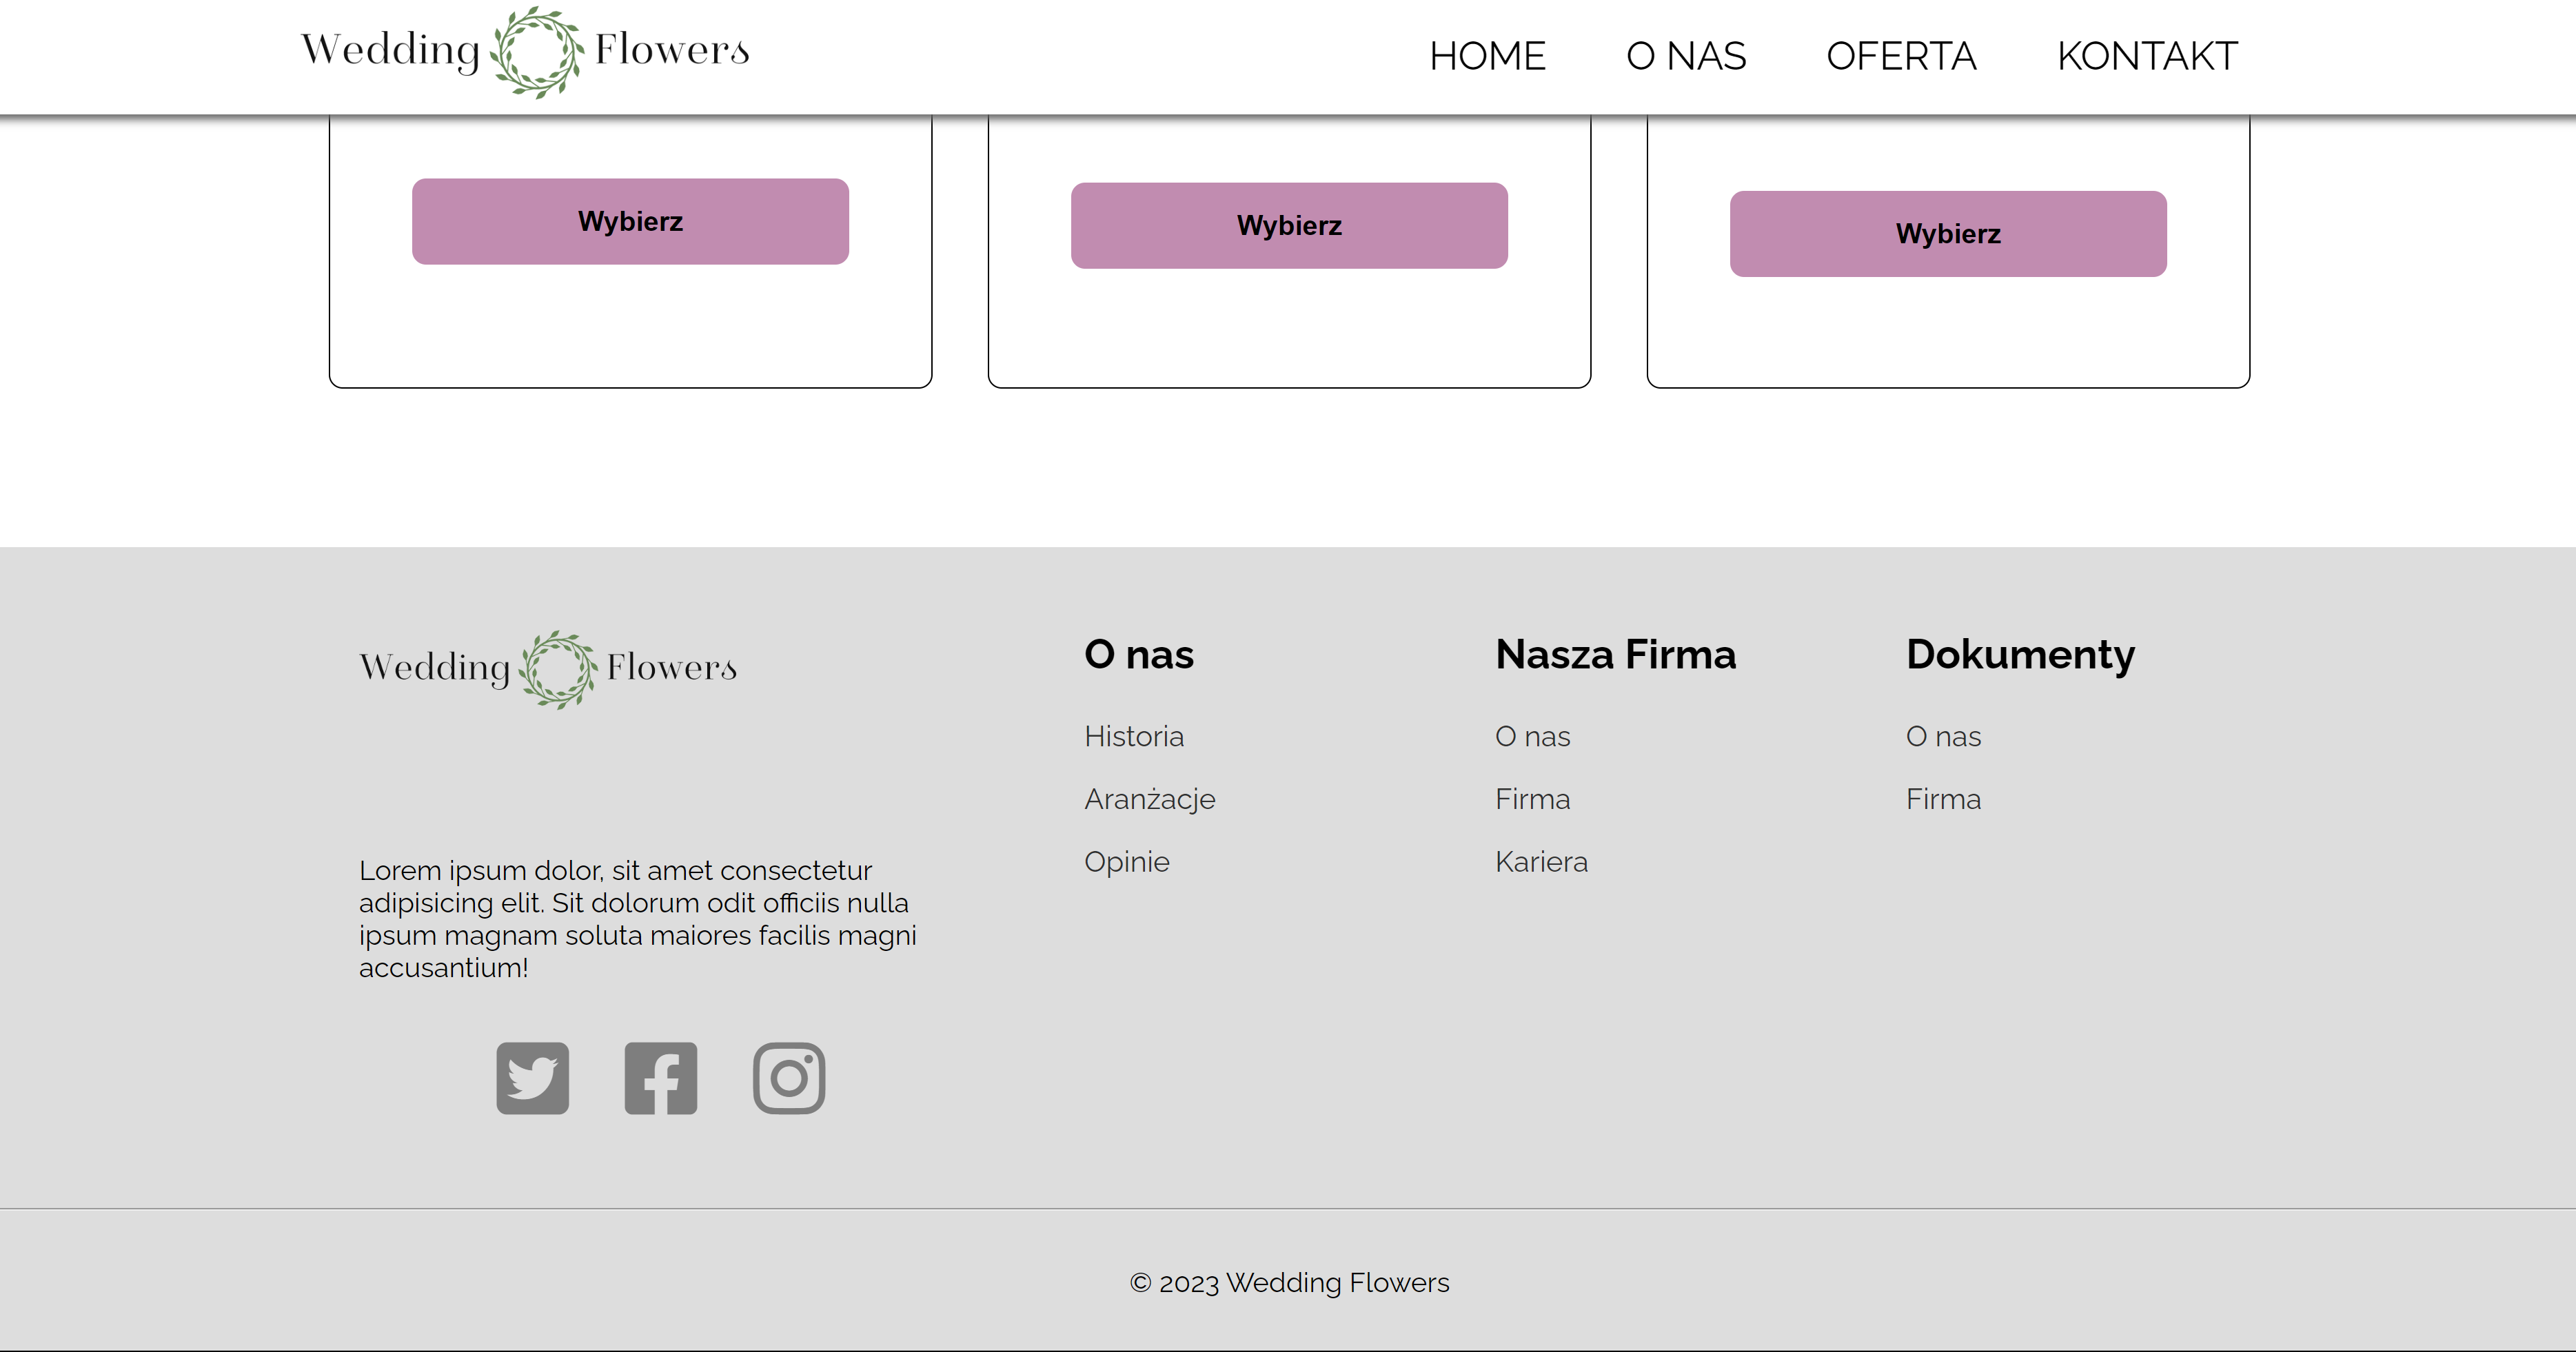 Wedding Flowers
HOME O NAS OFERTA KONTAKT
Wybierz
Wybierz
Wybierz
Wedding Flowers
Lorem ipsum dolor, sit amet consectetur
adipisicing elit. Sit dolorum odit officiis nulla
ipsum magnam soluta maiores facilis magni
accusantium!
O nas
Historia
Aranżacje
Opinie
Nasza Firma
O nas
Firma
Kariera
Dokumenty
O nas
Firma
© 2023 Wedding Flowers